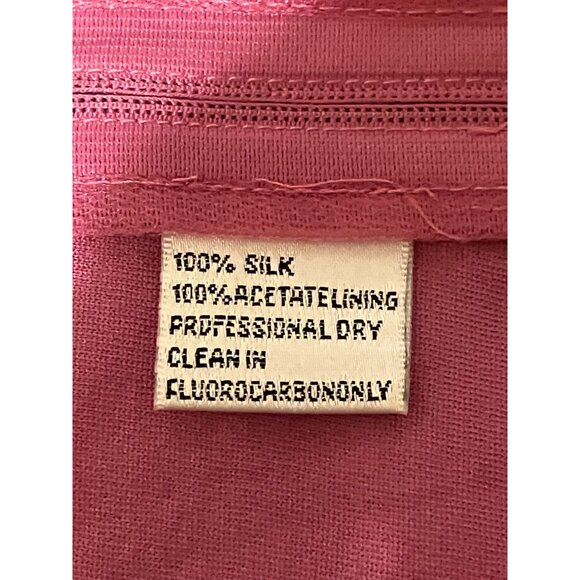 100% SILK
100%ACETATELINING
PROFESSIONAL DRY
CLEAN IN
FLUOROCARBONONLY